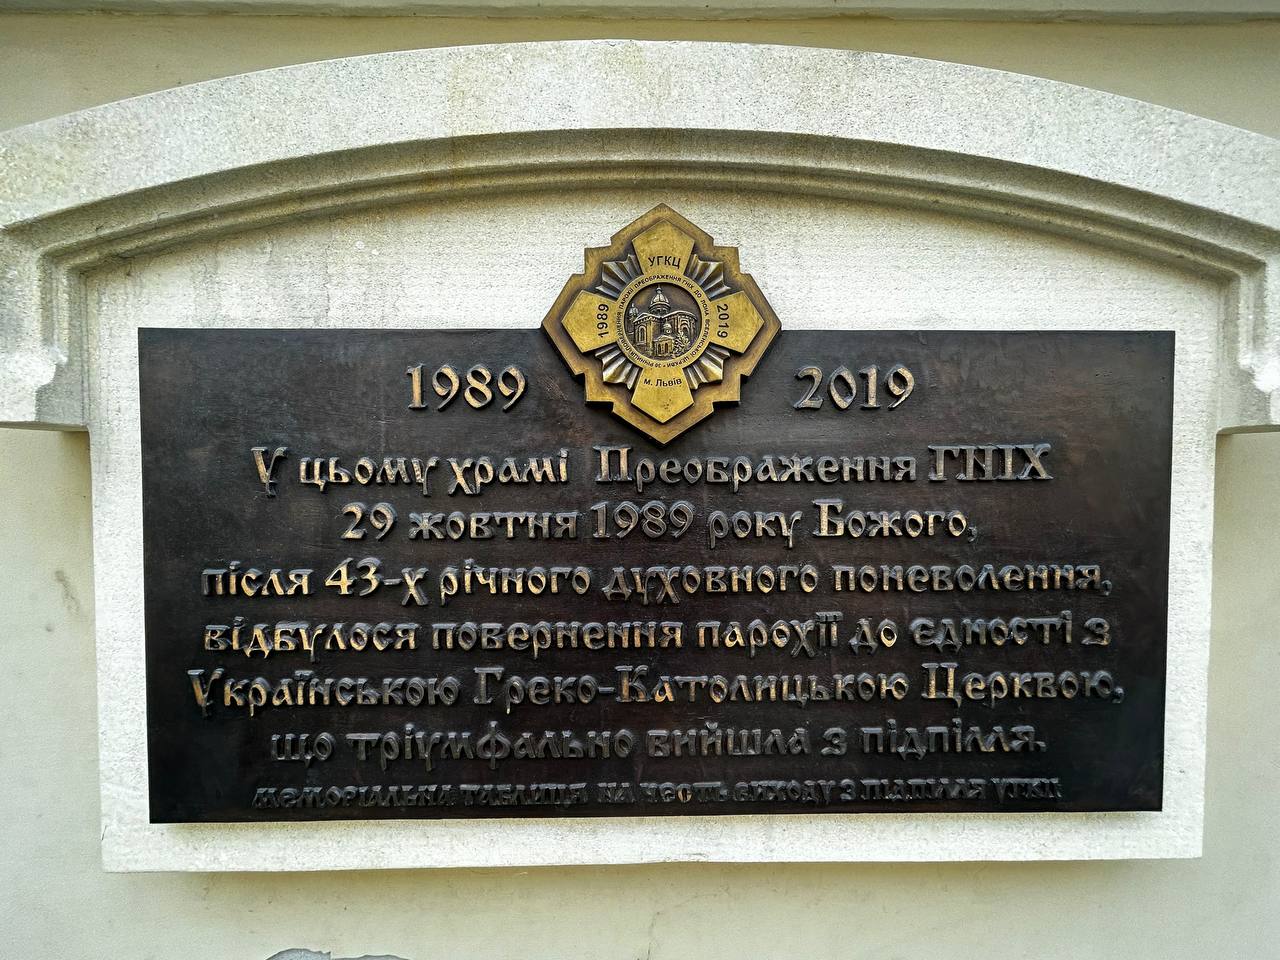 УГКЦ
1989
2019
м. Львів
1989 2019
У цьому храмі Преображення ГНІХ
29 жовтня 1989 року Божого,
після 43-х річного духовного поневолення,
відбулося повернення парохії до єдності з
Українською Греко-Католицькою Церквою,
що тріумфально вийшла з підпілля.
меморіальна таблиця на честь виходу з підпілля УГКЦ